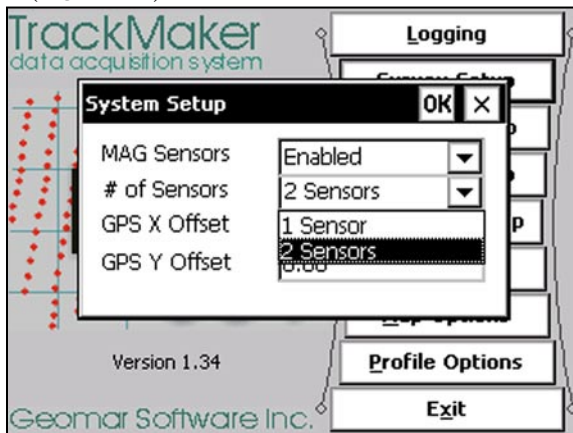 TrackMaker
data acquisition system
Logging
System Setup
OK
MAG Sensors
Enabled
# of Sensors
2 Sensors
GPS X Offset
1 Sensor
2 Sensors
GPS Y Offset
p
Version 1.34
Profile Options
Geomar Software Inc.
Exit